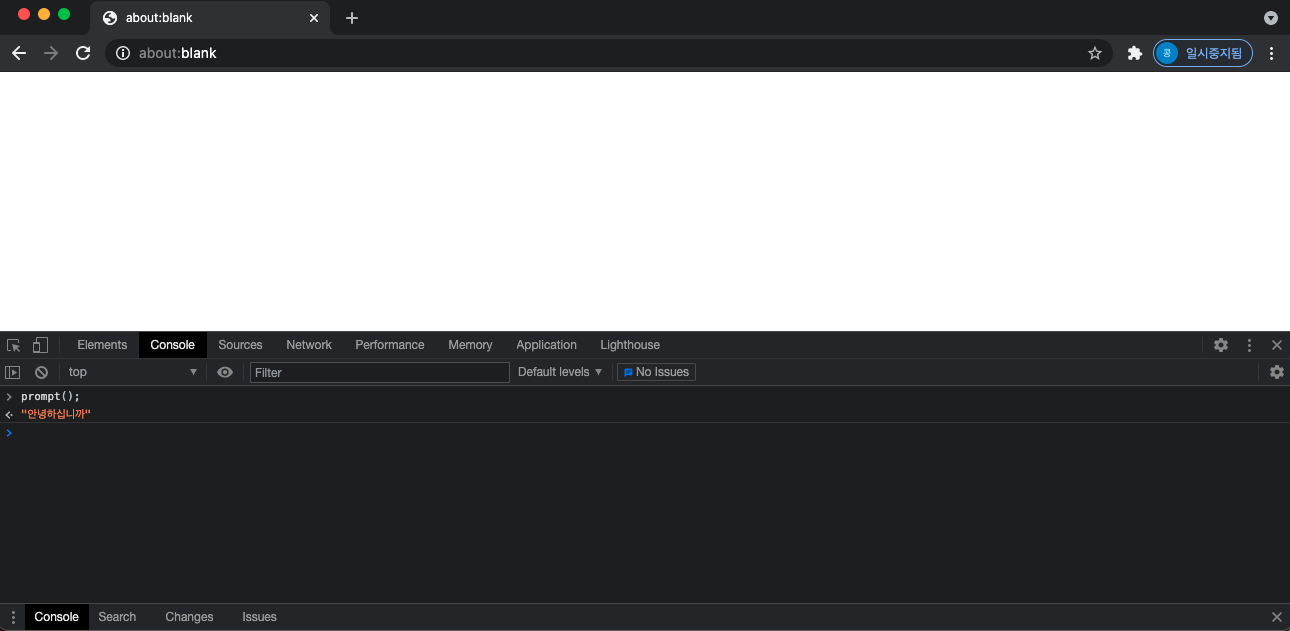 about:blank
about:blank
콩 일시중지됨
Elements Console Sources Network Performance Memory Application Lighthouse
top Filter Default levels No Issues
prompt();
"안녕하십니까"
Console Search Changes Issues